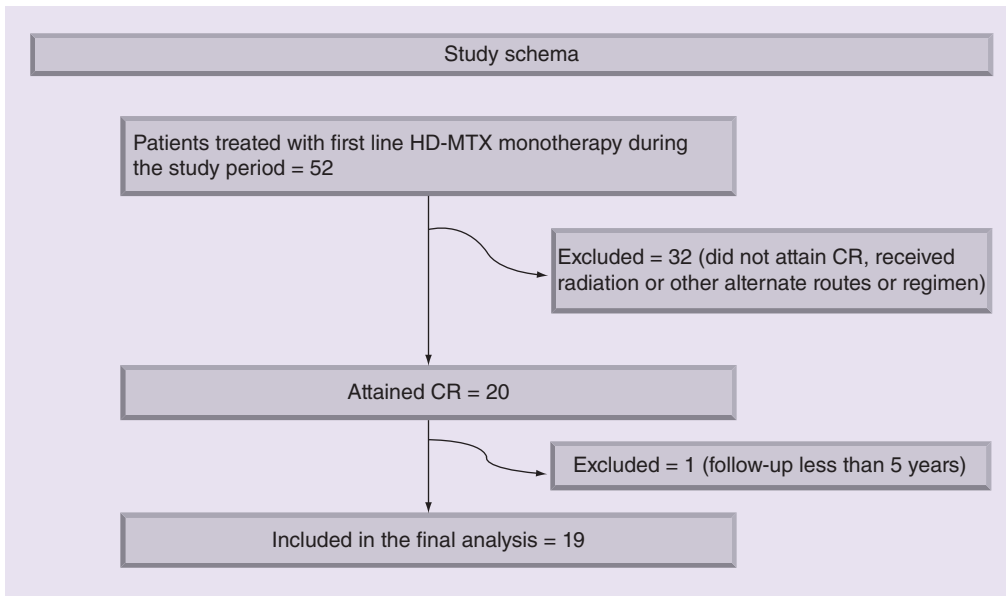 Study schema
Patients treated with first line HD-MTX monotherapy during
the study period = 52
Excluded = 32 (did not attain CR, received
radiation or other alternate routes or regimen)
Attained CR = 20
Excluded = 1 (follow-up less than 5 years)
Included in the final analysis = 19